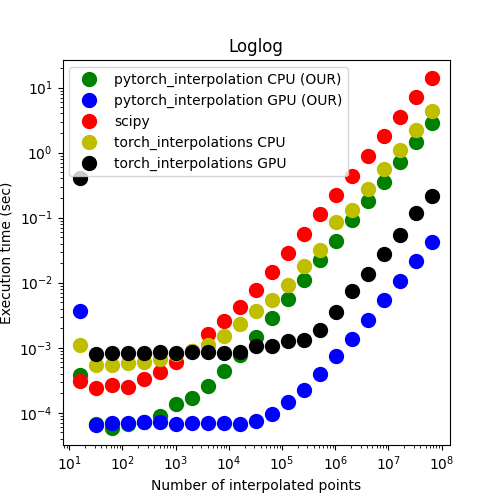 Loglog
pytorch_interpolation CPU (OUR)
pytorch_interpolation GPU (OUR)
scipy
torch_interpolations CPU
torch_interpolations GPU
Execution time (sec)
10¹
10⁰
10⁻¹
10⁻²
10⁻³
10⁻⁴
10¹ 10² 10³ 10⁴ 10⁵ 10⁶ 10⁷ 10⁸
Number of interpolated points